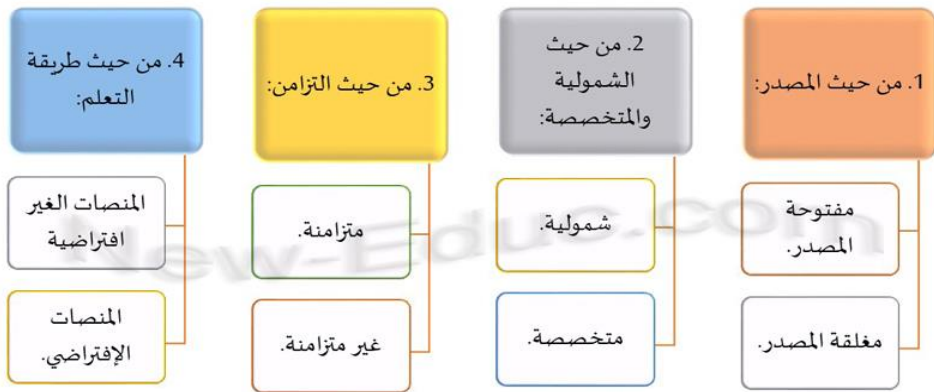 1. من حيث المصدر:
مفتوحة
المصدر.
مغلقة المصدر.
2. من حيث
الشمولية
والمتخصصة:
شمولية.
متخصصة.
3. من حيث التزامن:
متزامنة.
غير متزامنة.
4. من حيث طريقة
التعلم:
المنصات الغير
افتراضية
المنصات
الإفتراضي.
New-Educ.com